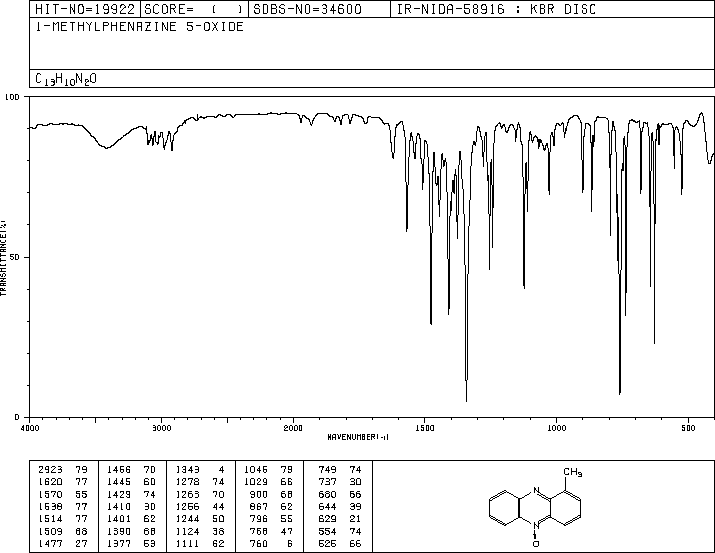 HIT-NO=19922 SCORE= ( ) SDBS-NO=34600 IR-NIDA-58916 : KBR DISC
1-METHYLPHENAZINE 5-OXIDE
C13H10N2O
100
50
0
TRANSMITTANCE(%)
4000 3000 2000 1500 1000 500
WAVENUMBER(-1)
2923 79 1466 70 1343 4 1046 79 749 74
1620 77 1445 60 1278 74 1029 66 737 30
1570 55 1429 74 1263 70 900 68 680 66
1538 77 1410 30 1256 44 867 62 644 39
1514 77 1401 62 1244 50 796 55 629 21
1509 68 1390 68 1124 38 768 47 554 74
1477 27 1377 53 1111 62 760 6 526 66
CH3
N
N
O